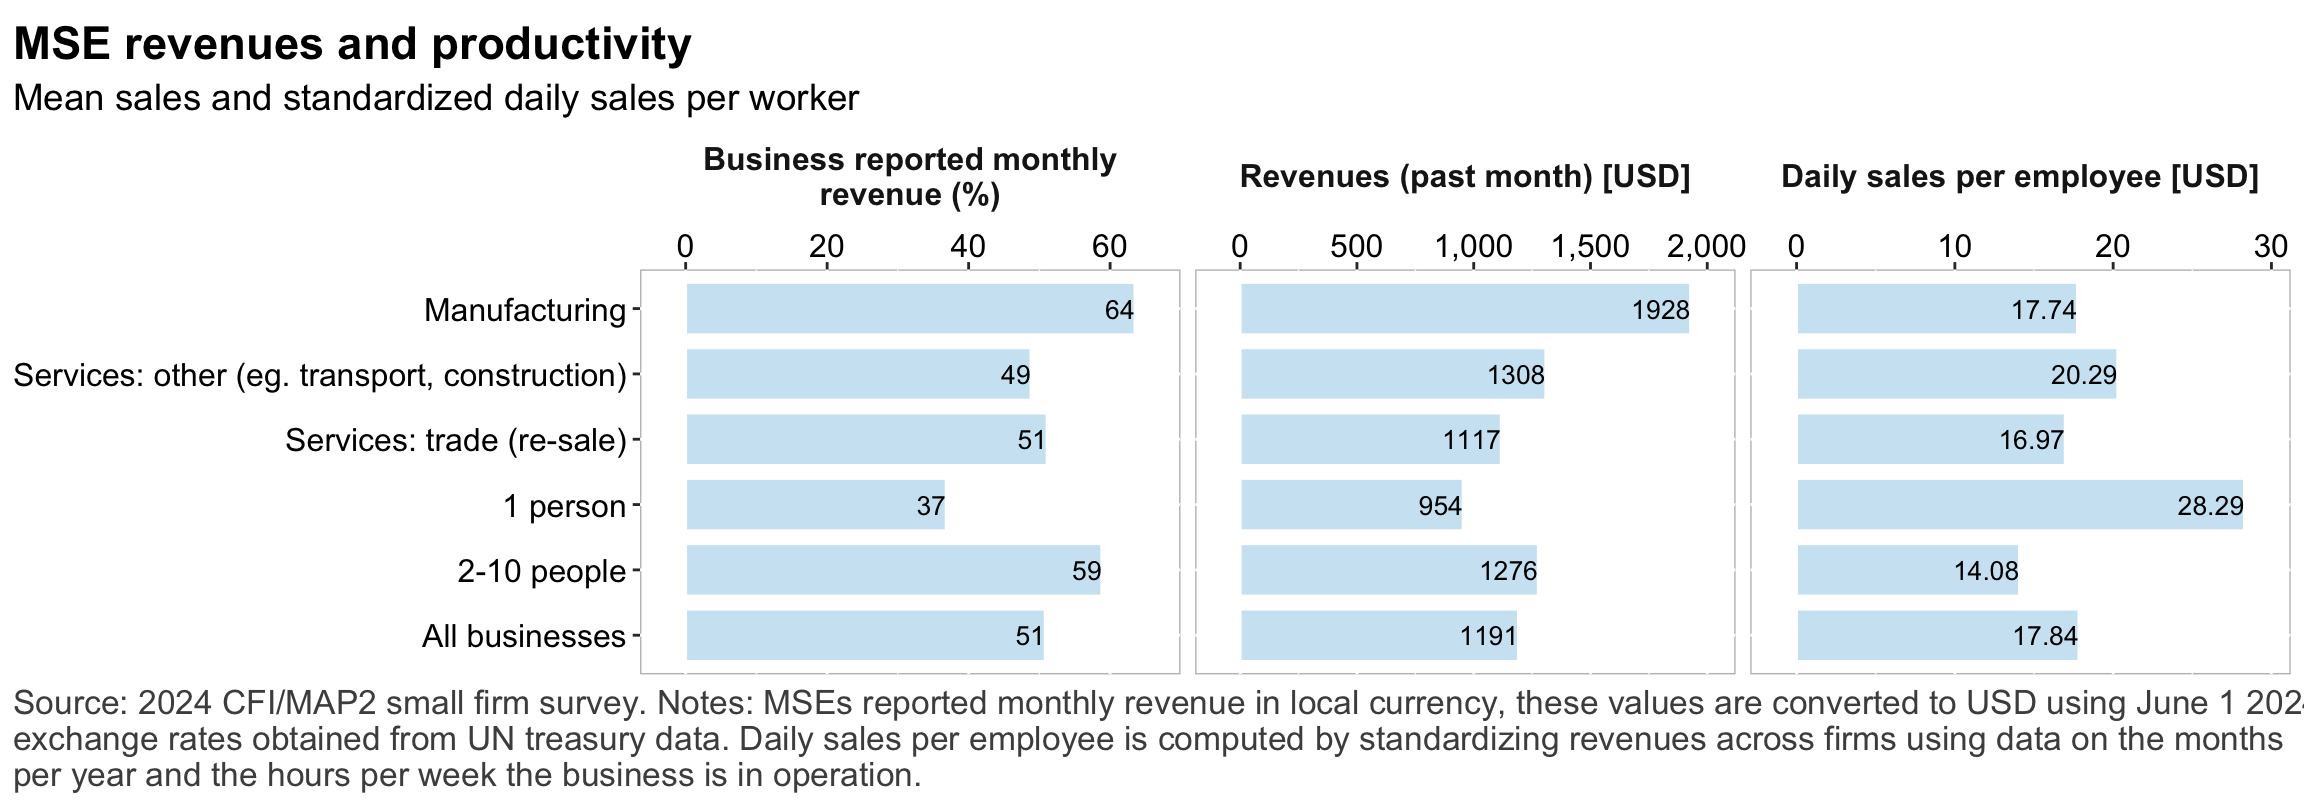 MSE revenues and productivity
Mean sales and standardized daily sales per worker
Business reported monthly
revenue (%)
Revenues (past month) [USD]
Daily sales per employee [USD]
0 20 40 60
0 500 1,000 1,500 2,000
0 10 20 30
Manufacturing 64 1928 17.74
Services: other (eg. transport, construction) 49 1308 20.29
Services: trade (re-sale) 51 1117 16.97
1 person 37 954 28.29
2-10 people 59 1276 14.08
All businesses 51 1191 17.84
Source: 2024 CFI/MAP2 small firm survey. Notes: MSEs reported monthly revenue in local currency, these values are converted to USD using June 1 202
exchange rates obtained from UN treasury data. Daily sales per employee is computed by standardizing revenues across firms using data on the months
per year and the hours per week the business is in operation.